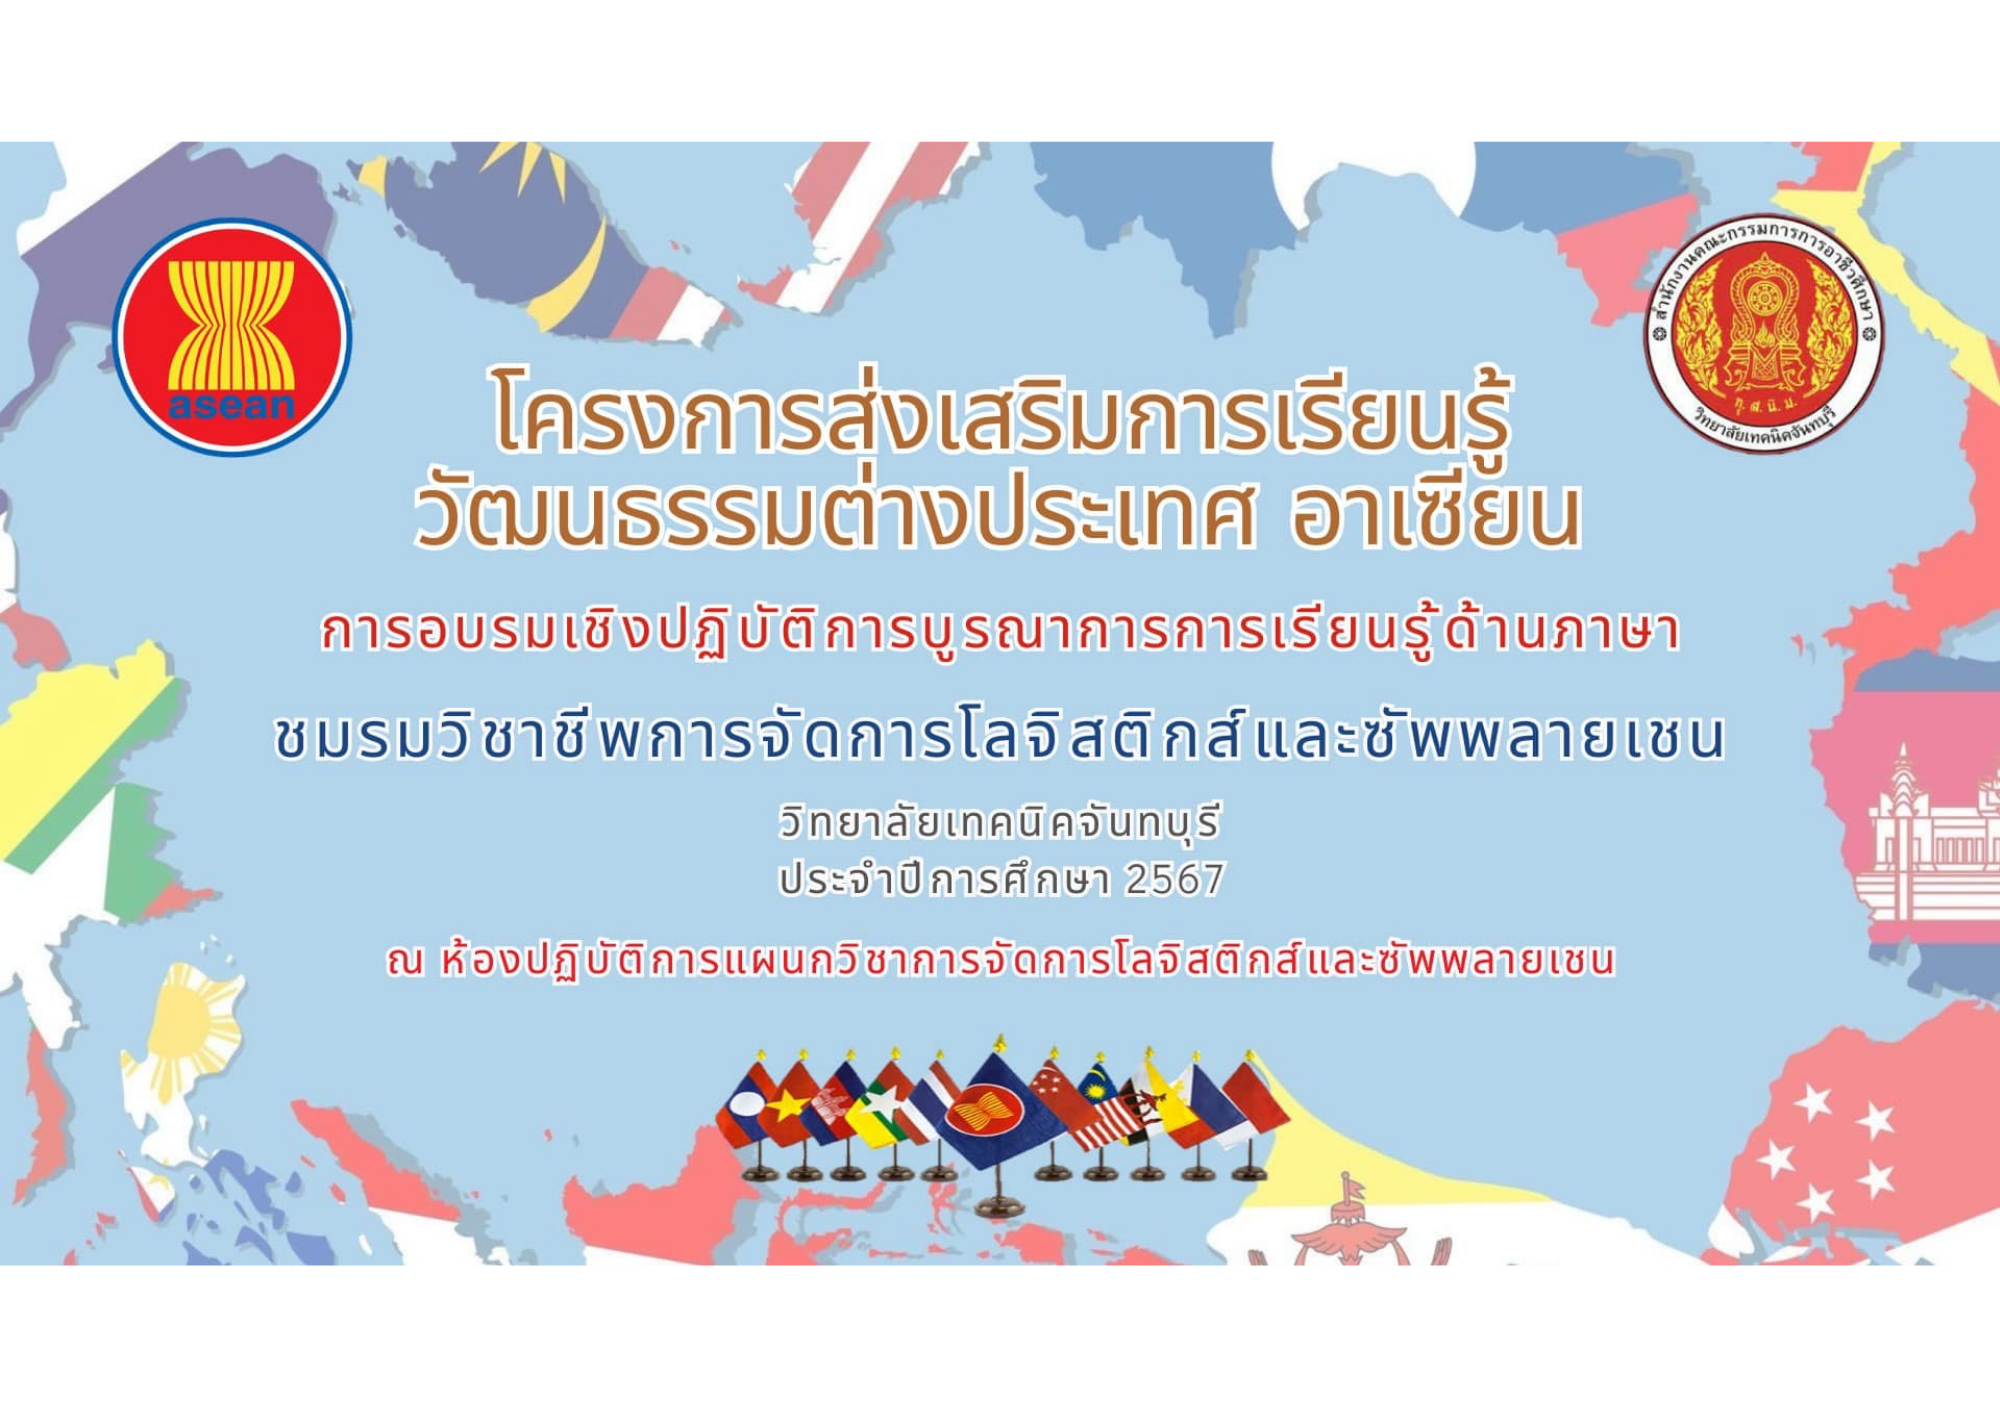 asean
สำนักงานคณะกรรมการการอาชีวศึกษา
ทุ. ส. นิ. ม.
วิทยาลัยเทคนิคจันทบุรี
โครงการส่งเสริมการเรียนรู้
วัฒนธรรมต่างประเทศ อาเซียน
การอบรมเชิงปฏิบัติการบูรณาการการเรียนรู้ด้านภาษา
ชมรมวิชาชีพการจัดการโลจิสติกส์และซัพพลายเชน
วิทยาลัยเทคนิคจันทบุรี
ประจำปีการศึกษา 2567
ณ ห้องปฏิบัติการแผนกวิชาการจัดการโลจิสติกส์และซัพพลายเชน